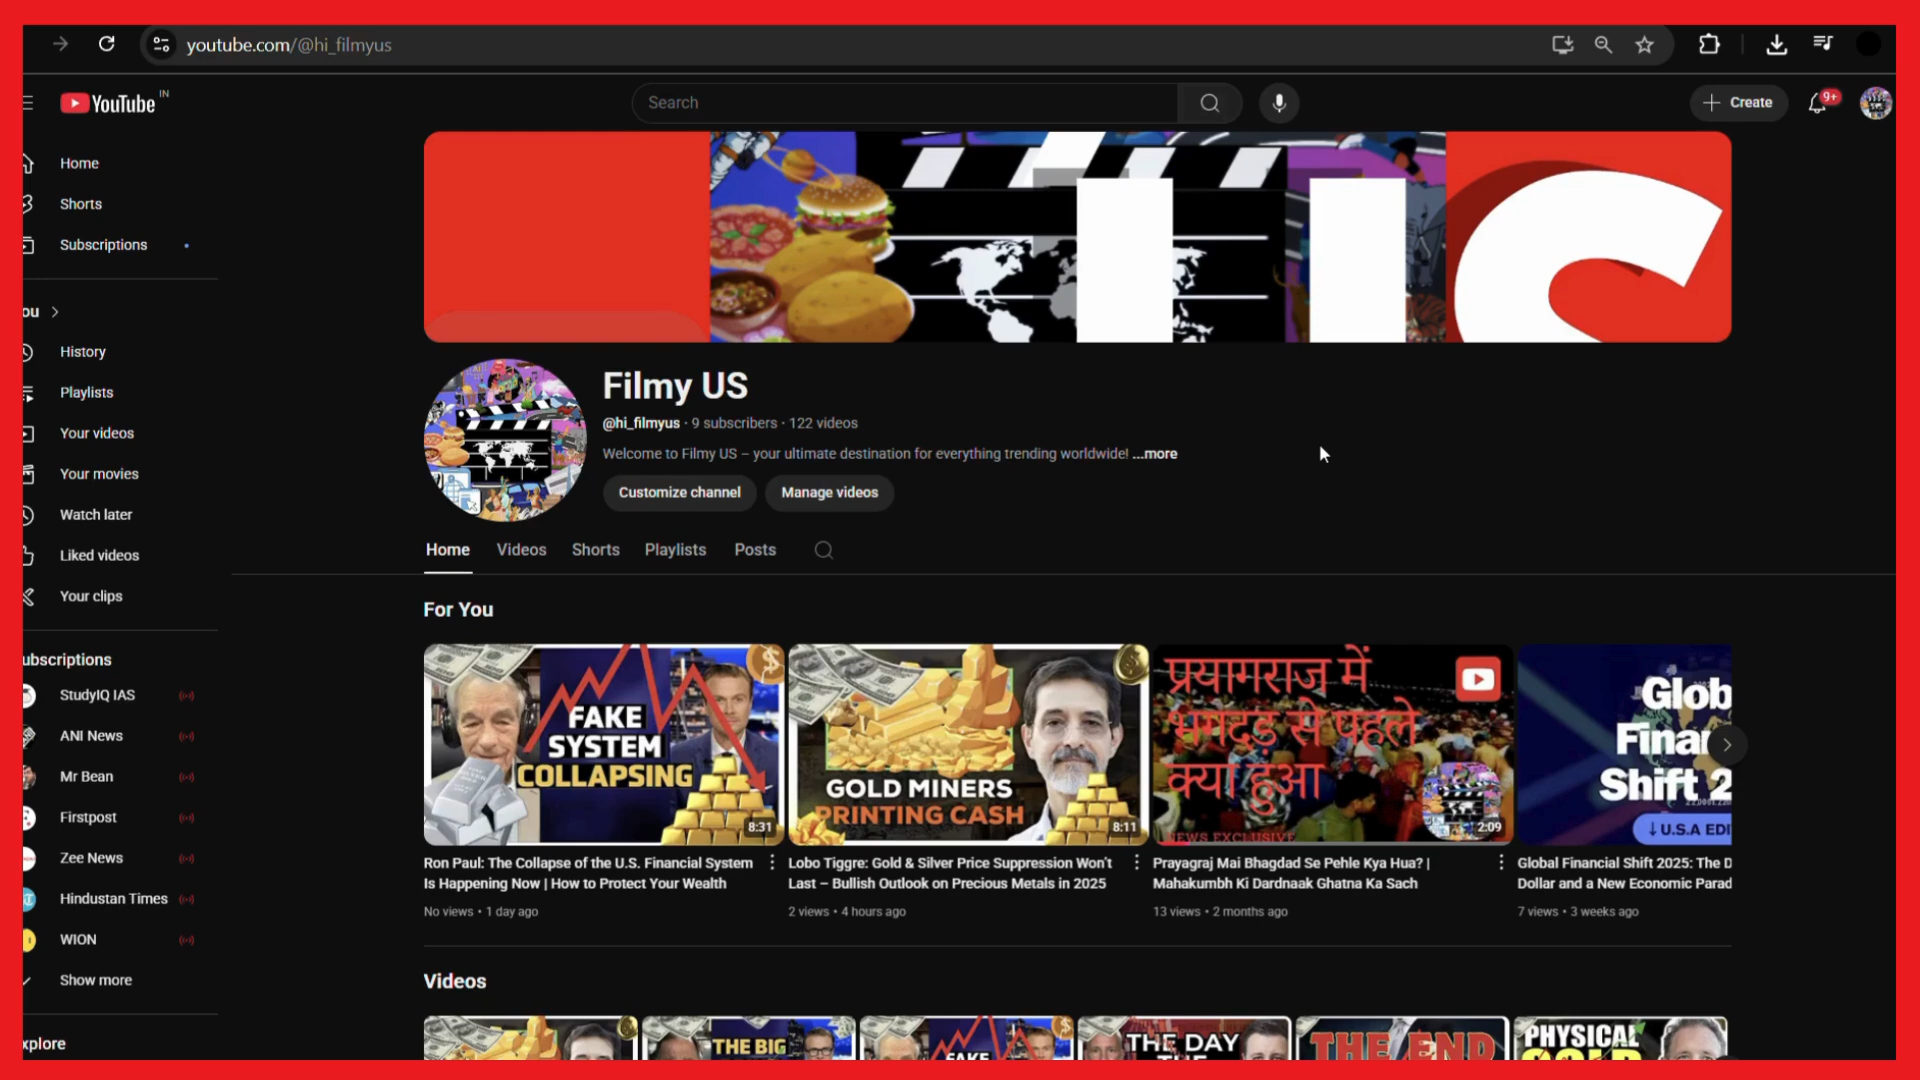 youtube.com/@hi_filmyus
YouTube IN
Search
Create
9+
Home
Shorts
Subscriptions
ou
History
Playlists
Your videos
Your movies
Watch later
Liked videos
Your clips
ubscriptions
StudyIQ IAS
ANI News
Mr Bean
Firstpost
Zee News
Hindustan Times
WION
Show more
xplore
S
Filmy US
@hi_filmyus · 9 subscribers · 122 videos
Welcome to Filmy US – your ultimate destination for everything trending worldwide! ...more
Customize channel
Manage videos
Home Videos Shorts Playlists Posts
For You
FAKE
SYSTEM
COLLAPSING
8:31
Ron Paul: The Collapse of the U.S. Financial System
Is Happening Now | How to Protect Your Wealth
No views • 1 day ago
GOLD MINERS
PRINTING CASH
8:11
Lobo Tiggre: Gold & Silver Price Suppression Won't
Last – Bullish Outlook on Precious Metals in 2025
2 views • 4 hours ago
प्रयागराज में
भगदड़ से पहले
क्या हुआ
NEWS EXCLUSIVE
2:09
Prayagraj Mai Bhagdad Se Pehle Kya Hua? |
Mahakumbh Ki Dardnaak Ghatna Ka Sach
13 views • 2 months ago
Glob
Finan
Shift 2
↓ U.S.A EDI
Global Financial Shift 2025: The D
Dollar and a New Economic Parad
7 views • 3 weeks ago
Videos
THE BIG
FAKE
THE DAY
THE
THE END
PHYSICAL
GOLD